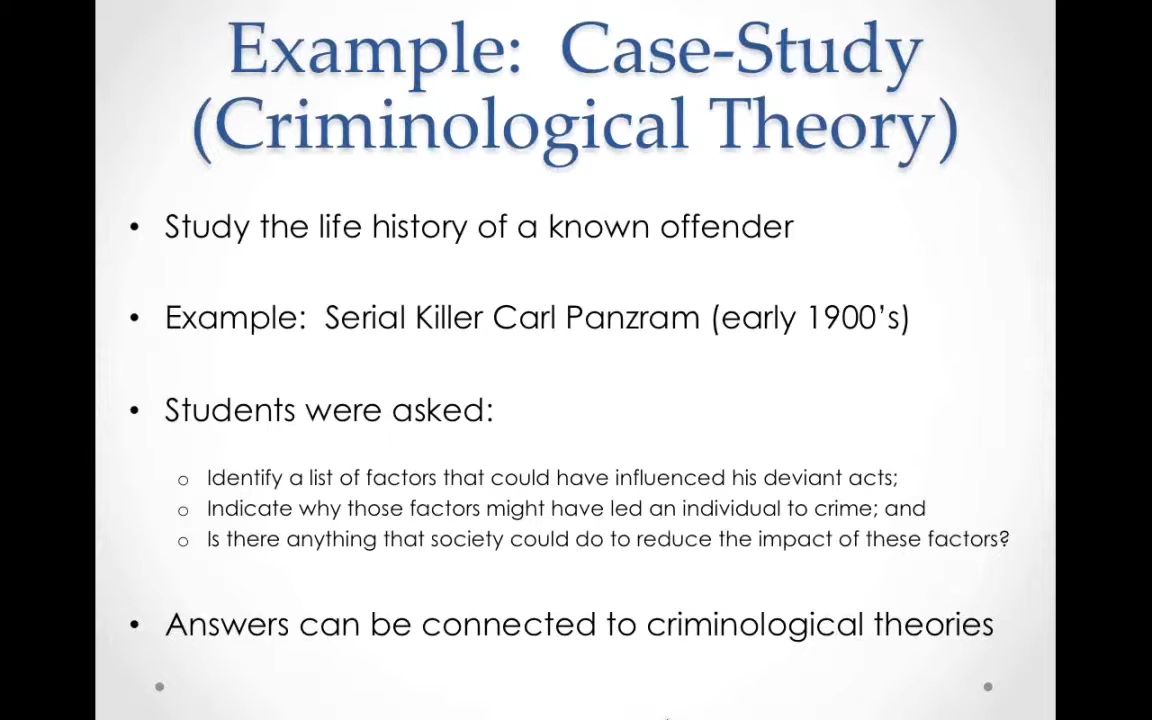 Example:  Case-Study
(Criminological Theory)
• Study the life history of a known offender
• Example:  Serial Killer Carl Panzram (early 1900’s)
• Students were asked:
o Identify a list of factors that could have influenced his deviant acts;
o Indicate why those factors might have led an individual to crime; and
o Is there anything that society could do to reduce the impact of these factors?
• Answers can be connected to criminological theories